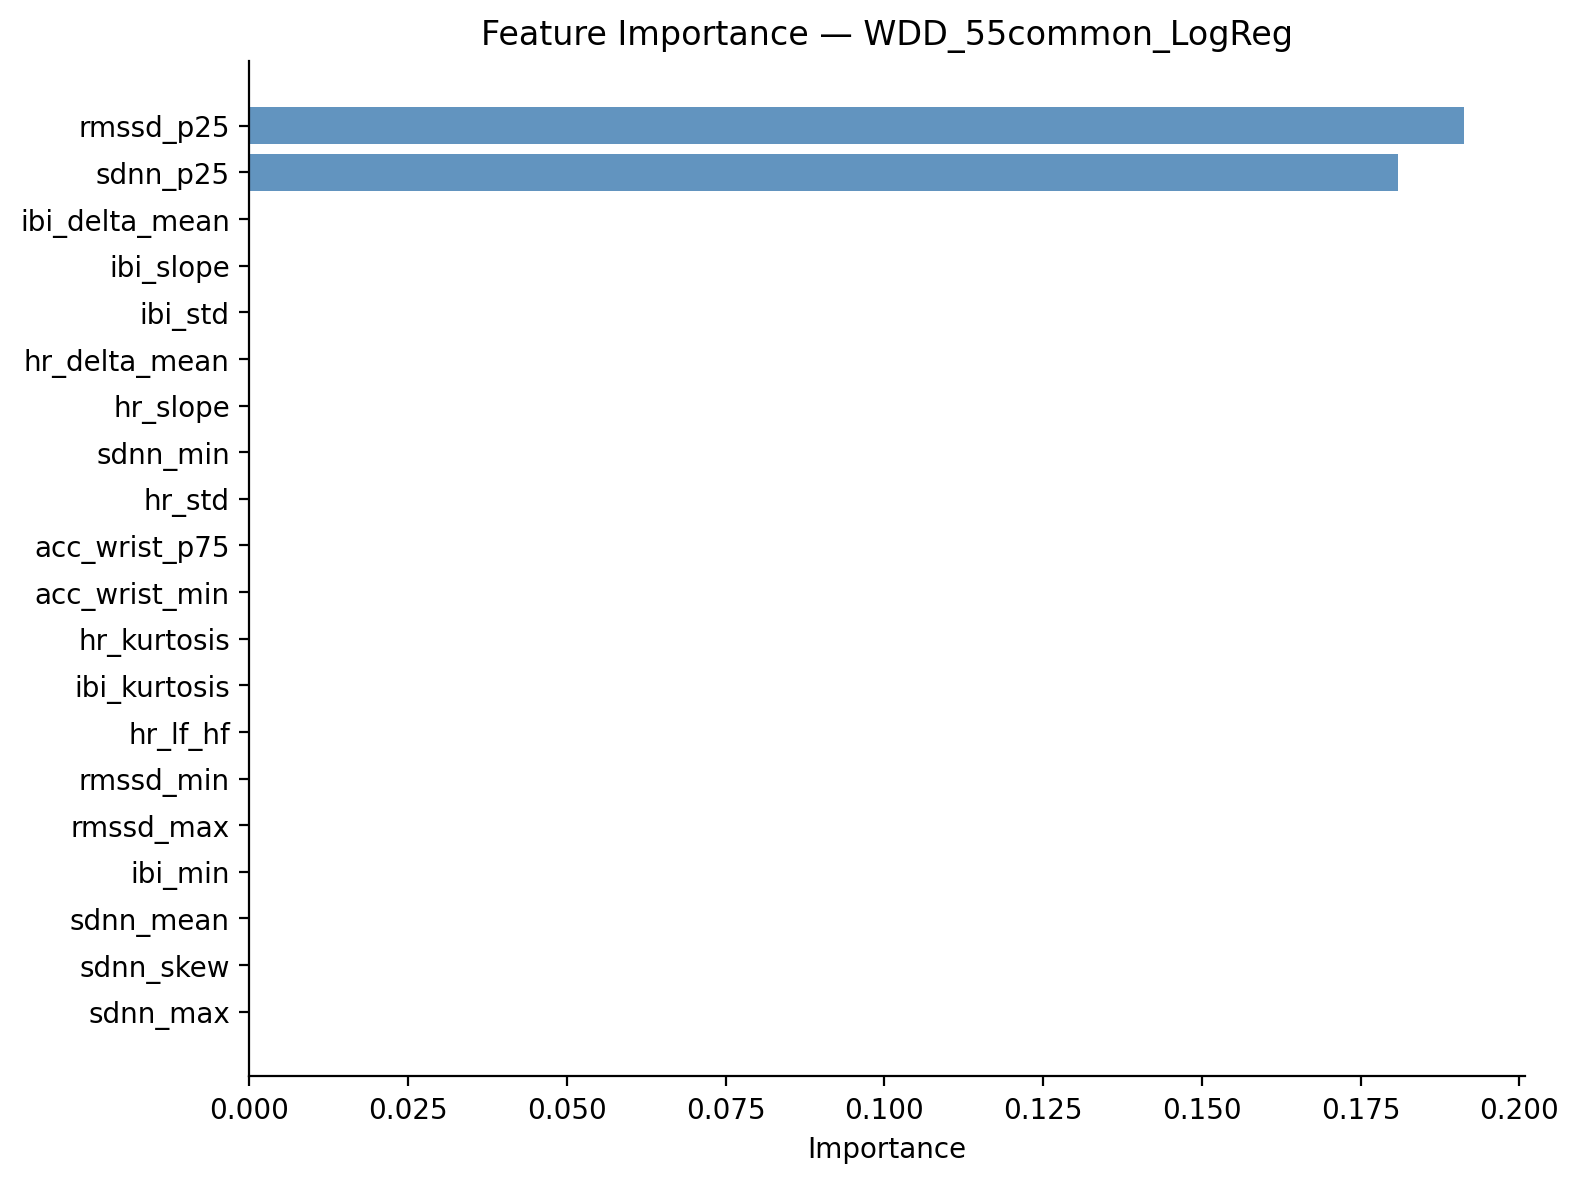 Feature Importance — WDD_55common_LogReg
rmssd_p25
sdnn_p25
ibi_delta_mean
ibi_slope
ibi_std
hr_delta_mean
hr_slope
sdnn_min
hr_std
acc_wrist_p75
acc_wrist_min
hr_kurtosis
ibi_kurtosis
hr_lf_hf
rmssd_min
rmssd_max
ibi_min
sdnn_mean
sdnn_skew
sdnn_max
0.000 0.025 0.050 0.075 0.100 0.125 0.150 0.175 0.200
Importance